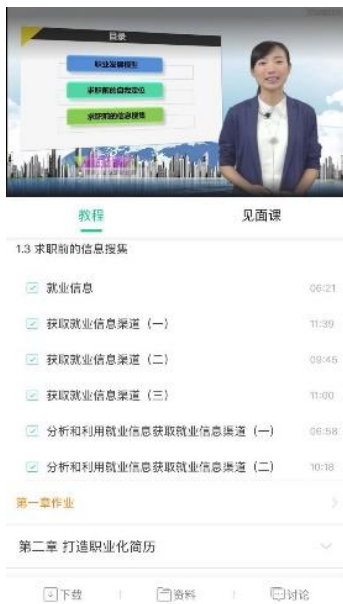 目录
职业发展规划
求职前的自我定位
求职前的信息搜集
教程
见面课
1.3 求职前的信息搜集
就业信息
06:21
获取就业信息渠道（一）
11:39
获取就业信息渠道（二）
09:45
获取就业信息渠道（三）
11:00
分析和利用就业信息获取就业信息渠道（一）
06:58
分析和利用就业信息获取就业信息渠道（二）
10:18
第一章作业
第二章 打造职业化简历
下载
资料
讨论